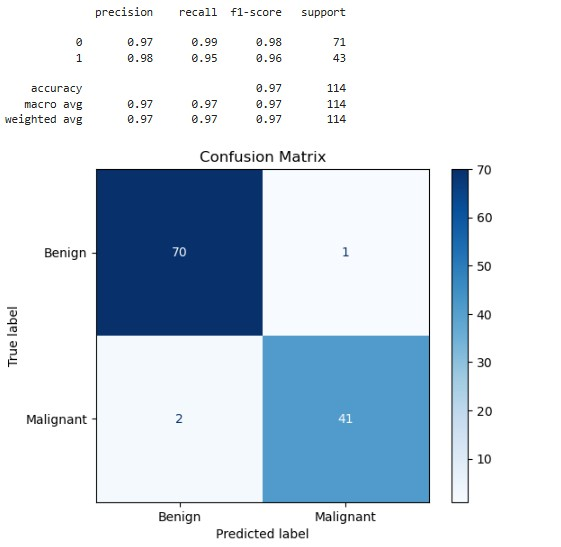 precision recall f1-score support
0 0.97 0.99 0.98 71
1 0.98 0.95 0.96 43
accuracy 0.97 114
macro avg 0.97 0.97 0.97 114
weighted avg 0.97 0.97 0.97 114
Confusion Matrix
70
60
50
40
30
20
10
True label
Benign
70 1
Malignant
2 41
Benign Malignant
Predicted label